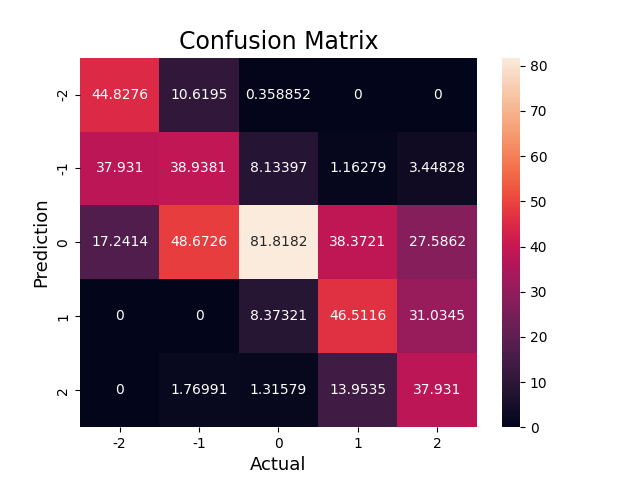 Confusion Matrix
-2 44.8276 10.6195 0.358852 0 0
-1 37.931 38.9381 8.13397 1.16279 3.44828
0 17.2414 48.6726 81.8182 38.3721 27.5862
1 0 0 8.37321 46.5116 31.0345
2 0 1.76991 1.31579 13.9535 37.931
-2 -1 0 1 2
Actual
Prediction
80
70
60
50
40
30
20
10
0